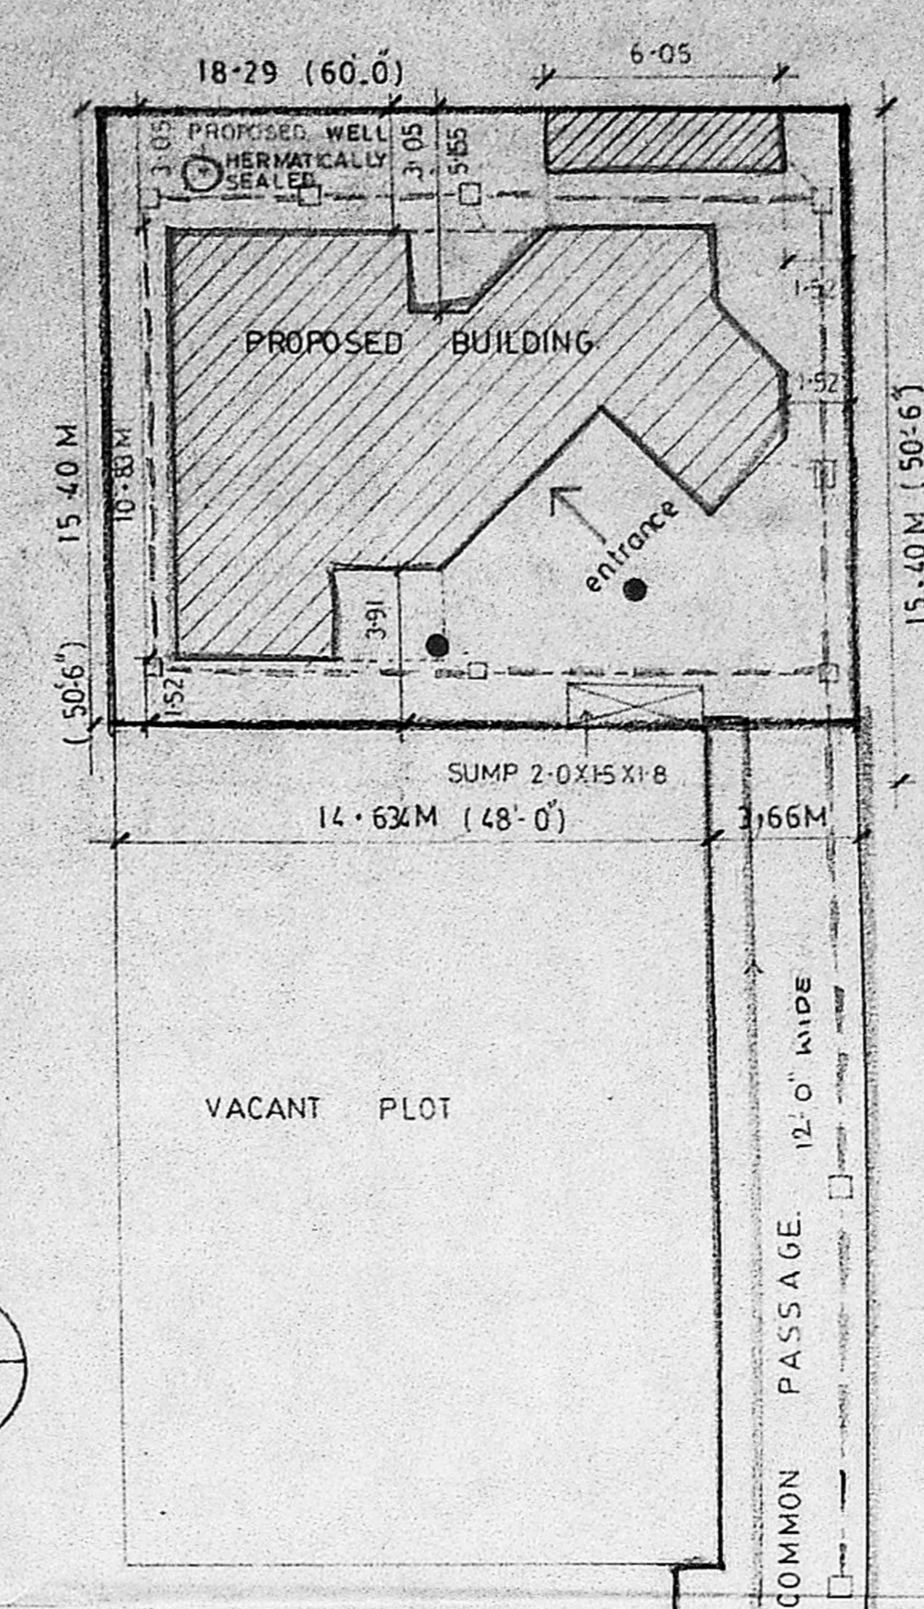 6·05
18·29 (60'.0")
3·05
PROPOSED WELL
HERMATICALLY
SEALED
3·05
5·55
1·52
PROPOSED BUILDING
1·52
15·40 M
(50'6")
10·83 M
15·40 M (50'-6")
entrance
3·91
1·52
SUMP 2·0X1·5X1·8
14·634M (48'-0")
3,66M
VACANT PLOT
COMMON PASSAGE. 12'-0" WIDE